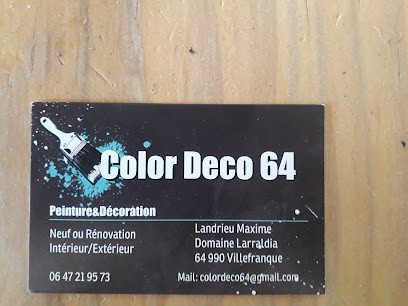 Color Deco 64
Peinture&Décoration
Neuf ou Rénovation
Intérieur/Extérieur
06 47 21 95 73
Landrieu Maxime
Domaine Larraldia
64 990 Villefranque
Mail: colordeco64@gmail.com